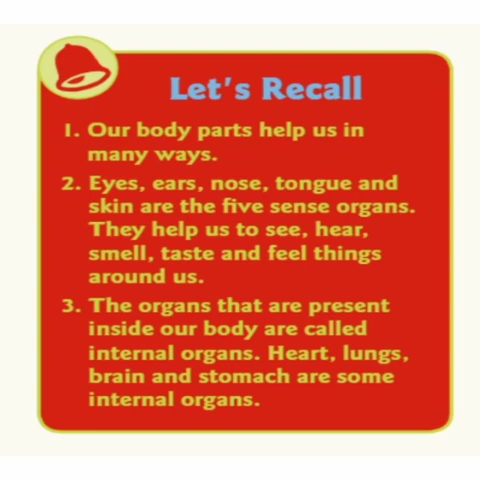 Let's Recall
1. Our body parts help us in
many ways.
2. Eyes, ears, nose, tongue and
skin are the five sense organs.
They help us to see, hear,
smell, taste and feel things
around us.
3. The organs that are present
inside our body are called
internal organs. Heart, lungs,
brain and stomach are some
internal organs.